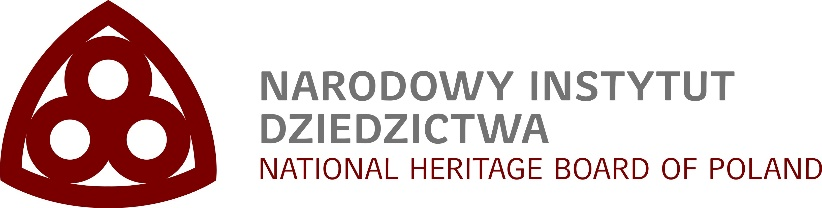 NARODOWY INSTYTUT
DZIEDZICTWA
NATIONAL HERITAGE BOARD OF POLAND